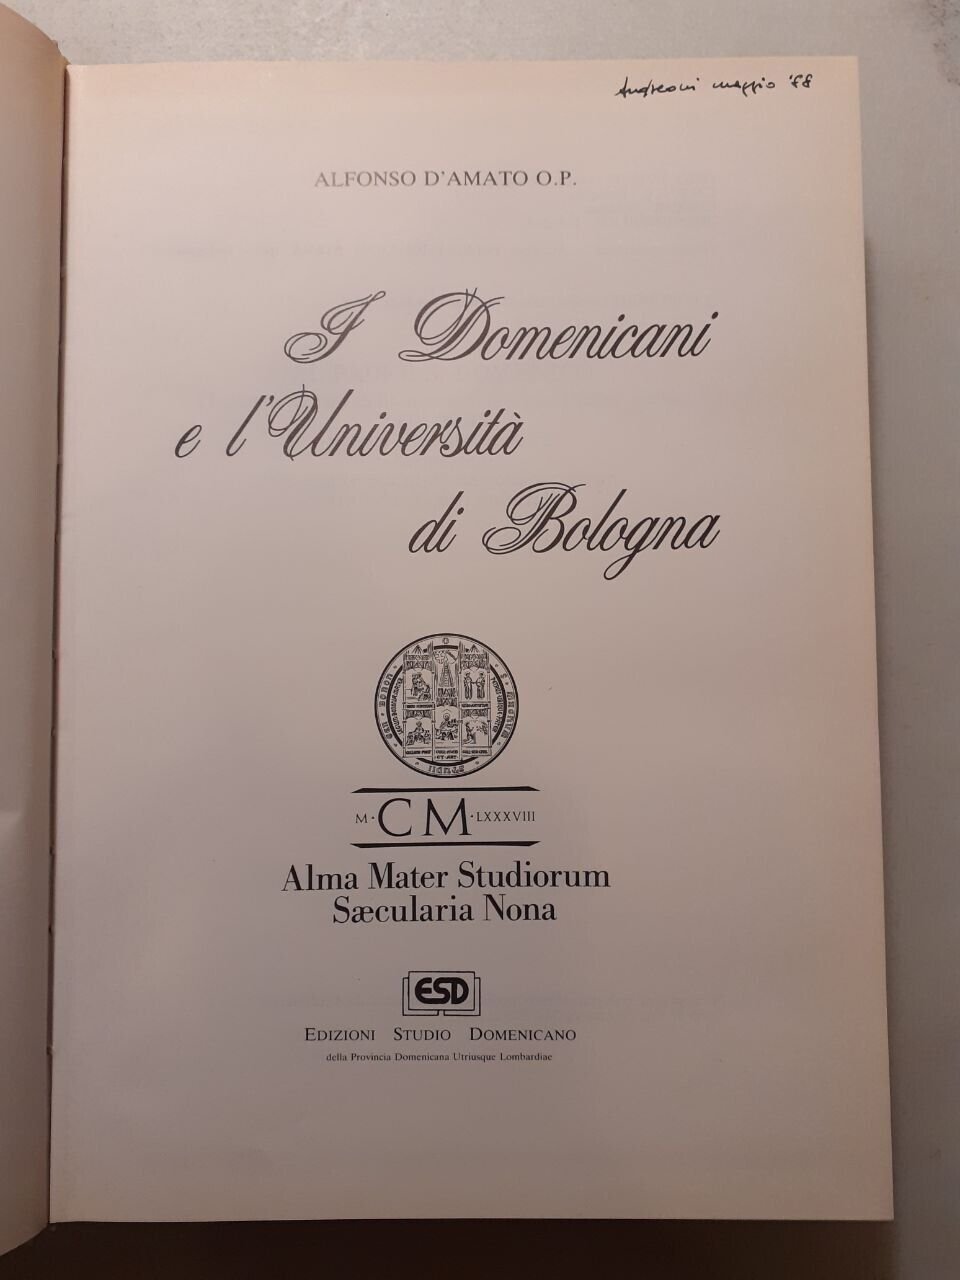 Andreoni maggio '88
ALFONSO D'AMATO O.P.
I Domenicani
e l'Università
di Bologna
M·CM·LXXXVIII
Alma Mater Studiorum
Sæcularia Nona
ESD
EDIZIONI STUDIO DOMENICANO
della Provincia Domenicana Utriusque Lombardiae